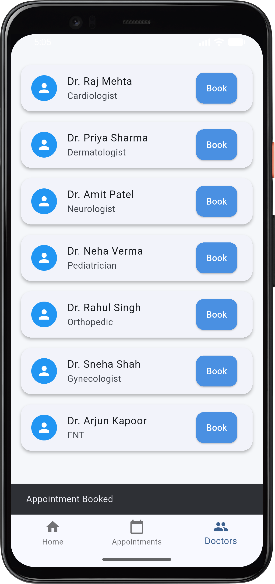 Dr. Raj Mehta
Cardiologist
Book
Dr. Priya Sharma
Dermatologist
Book
Dr. Amit Patel
Neurologist
Book
Dr. Neha Verma
Pediatrician
Book
Dr. Rahul Singh
Orthopedic
Book
Dr. Sneha Shah
Gynecologist
Book
Dr. Arjun Kapoor
ENT
Book
Appointment Booked
Home
Appointments
Doctors